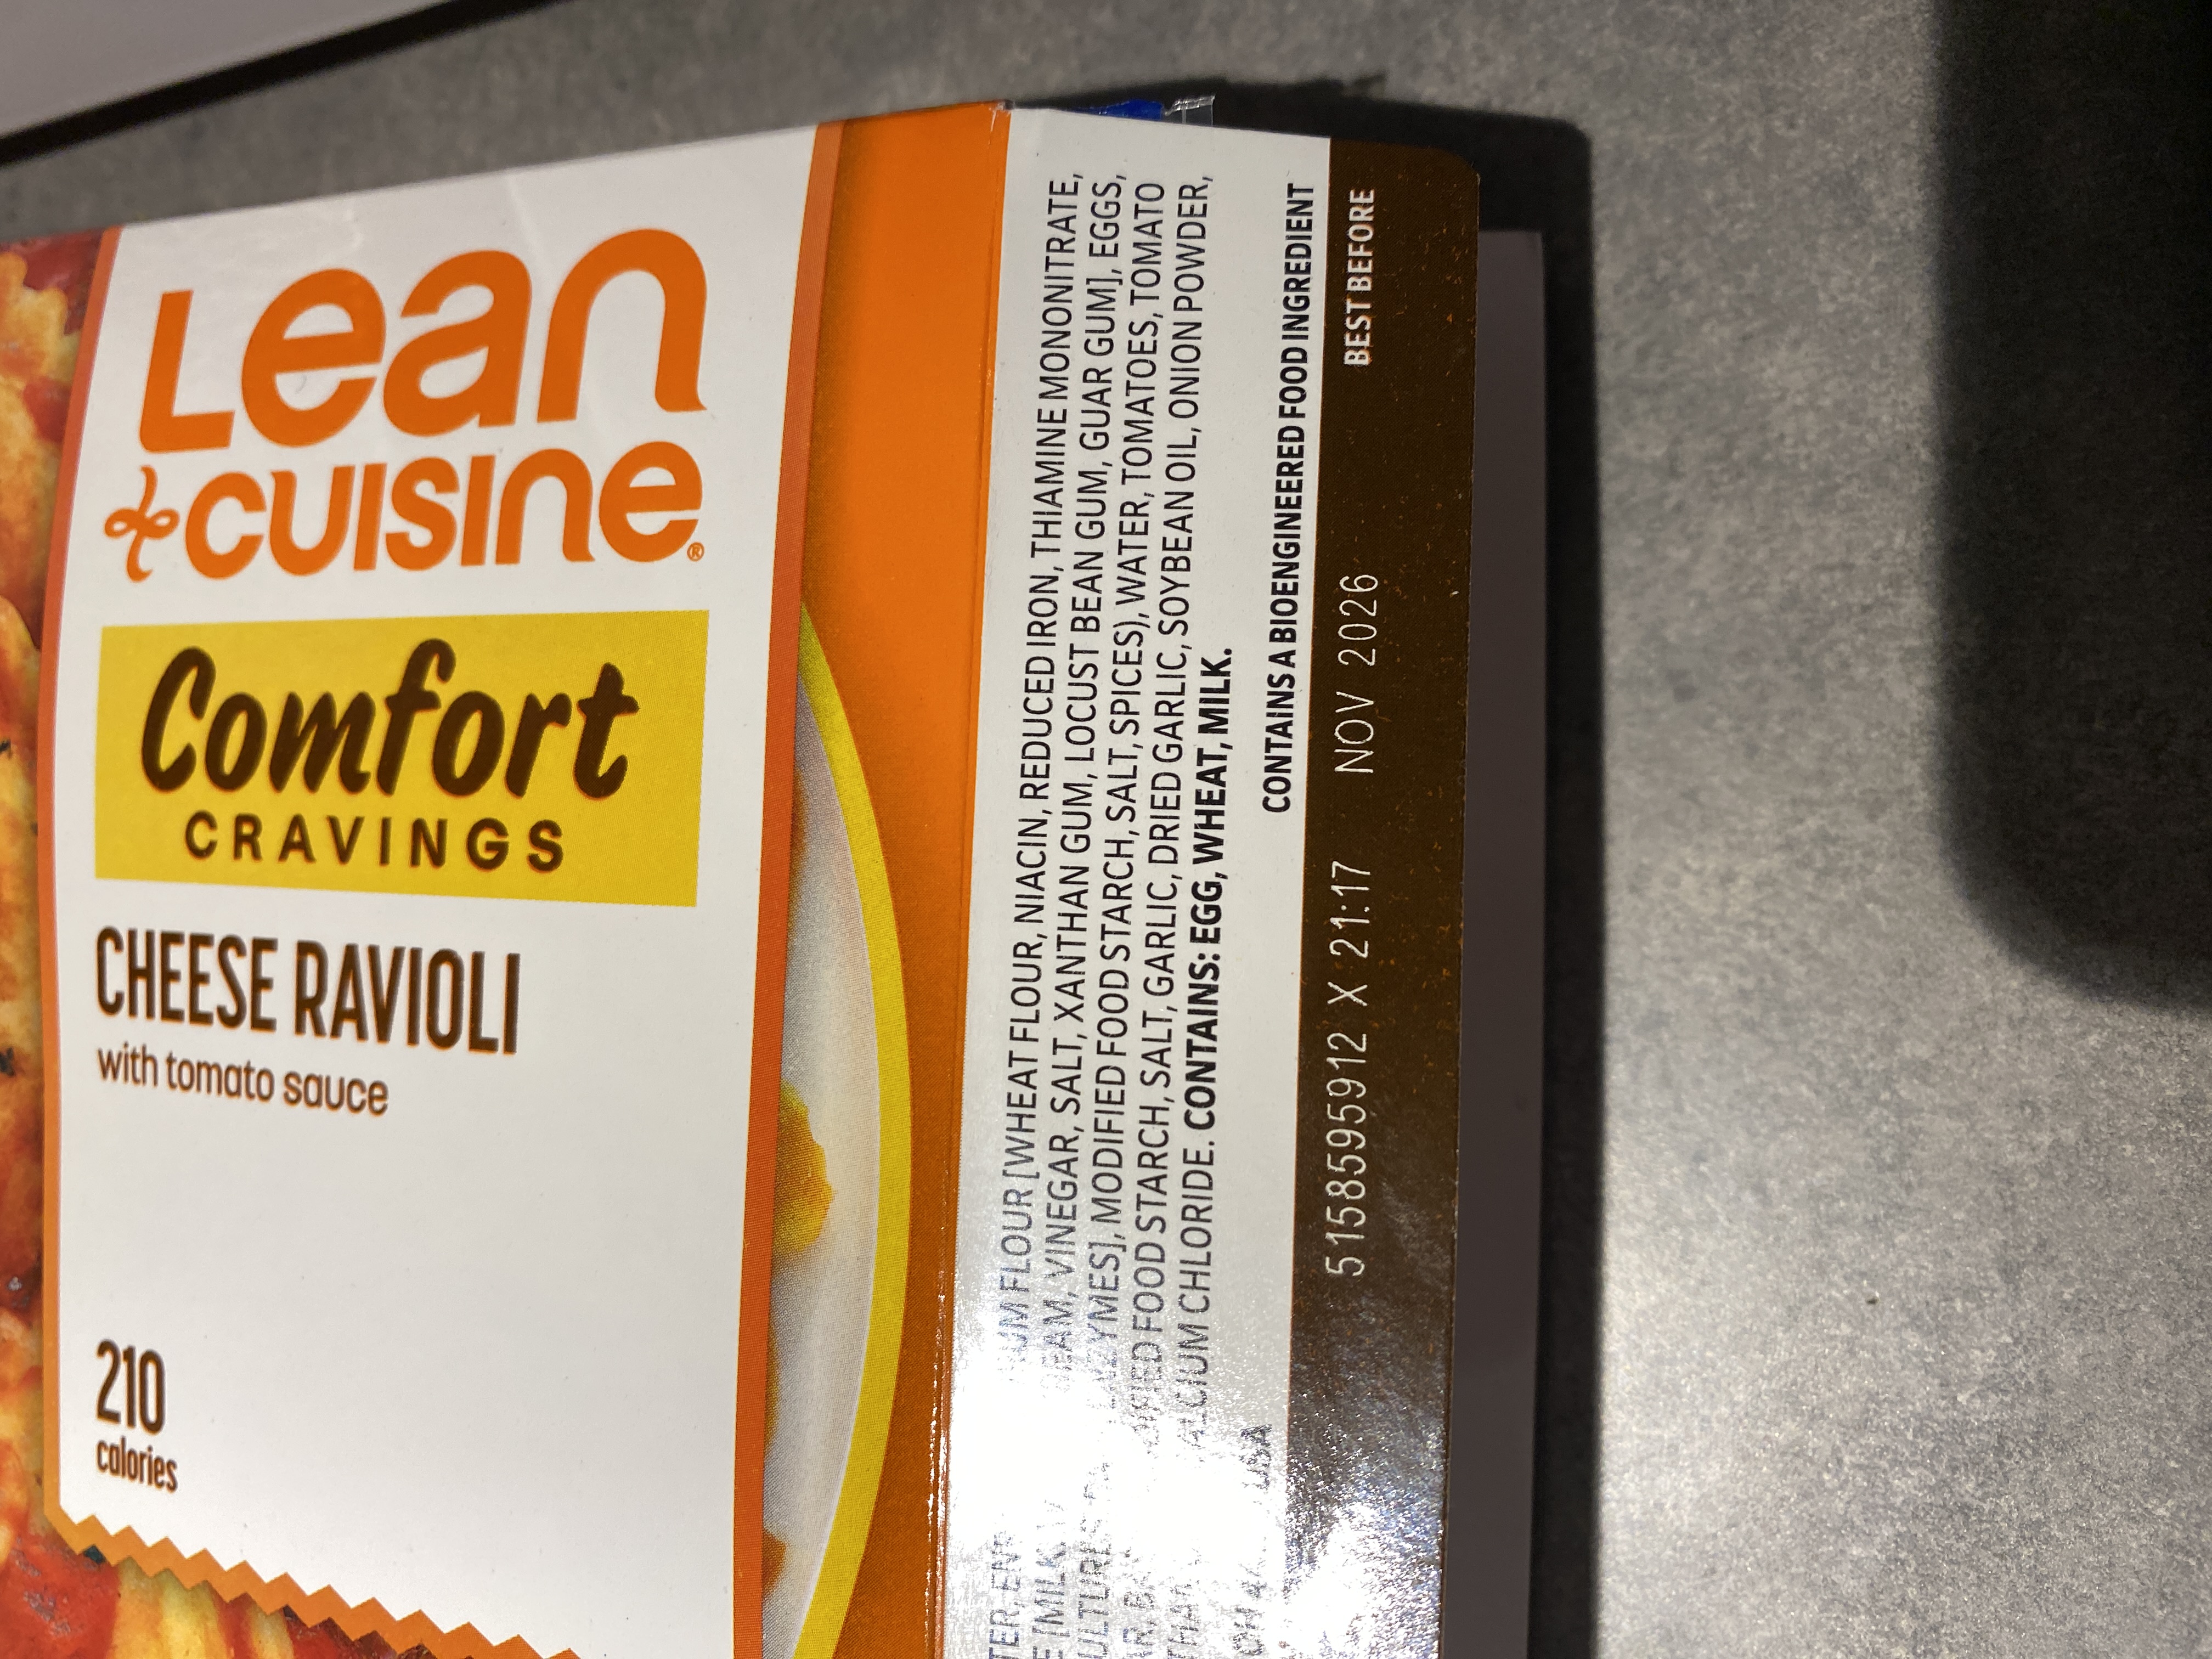 Lean
CUISINE®
Comfort
CRAVINGS
CHEESE RAVIOLI
with tomato sauce
210
calories
FLOUR [WHEAT FLOUR, NIACIN, REDUCED IRON, THIAMINE MONONITRATE,
VINEGAR, SALT, XANTHAN GUM, LOCUST BEAN GUM, GUAR GUM], EGGS,
MODIFIED FOOD STARCH, SALT, SPICES), WATER, TOMATOES, TOMATO
FOOD STARCH, SALT, GARLIC, DRIED GARLIC, SOYBEAN OIL, ONION POWDER,
CHLORIDE. CONTAINS: EGG, WHEAT, MILK.
CONTAINS A BIOENGINEERED FOOD INGREDIENT
USA
BEST BEFORE
5158595912 X 21:17 NOV 2026